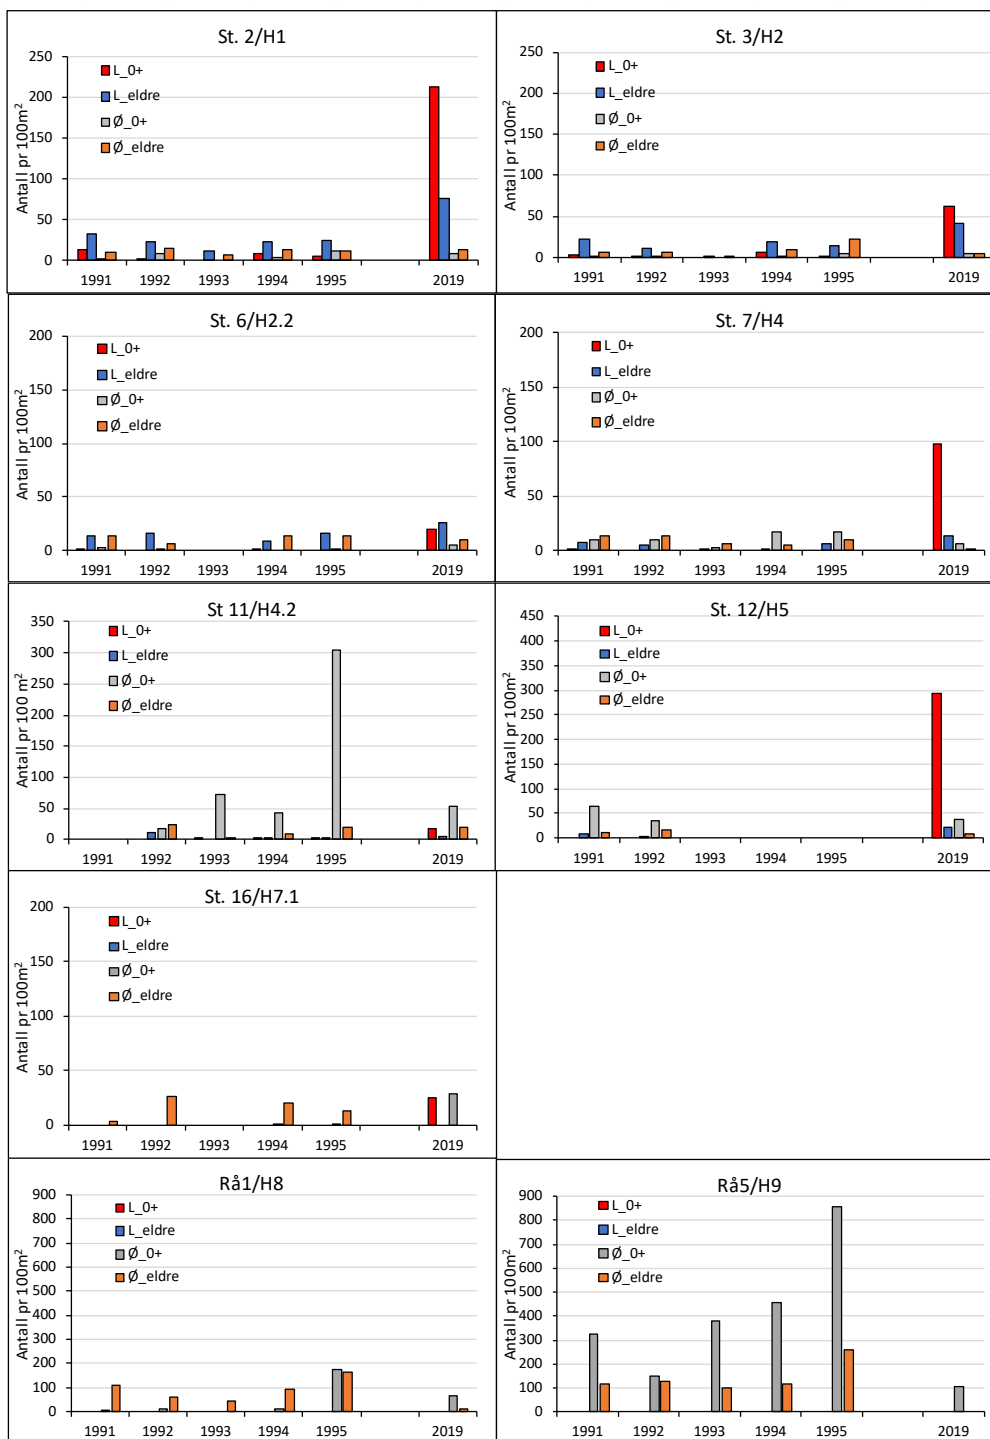 St. 2/H1
Antall pr 100m²
250
200
150
100
50
0
L_0+
L_eldre
Ø_0+
Ø_eldre
1991 1992 1993 1994 1995 2019
St. 3/H2
Antall pr 100m²
250
200
150
100
50
0
L_0+
L_eldre
Ø_0+
Ø_eldre
1991 1992 1993 1994 1995 2019
St. 6/H2.2
Antall pr 100m²
200
150
100
50
0
L_0+
L_eldre
Ø_0+
Ø_eldre
1991 1992 1993 1994 1995 2019
St. 7/H4
Antall pr 100m²
200
150
100
50
0
L_0+
L_eldre
Ø_0+
Ø_eldre
1991 1992 1993 1994 1995 2019
St 11/H4.2
Antall pr 100 m²
350
300
250
200
150
100
50
0
L_0+
L_eldre
Ø_0+
Ø_eldre
1991 1992 1993 1994 1995 2019
St. 12/H5
Antall pr 100m²
450
400
350
300
250
200
150
100
50
0
L_0+
L_eldre
Ø_0+
Ø_eldre
1991 1992 1993 1994 1995 2019
St. 16/H7.1
Antall pr 100m²
200
150
100
50
0
L_0+
L_eldre
Ø_0+
Ø_eldre
1991 1992 1993 1994 1995 2019
Rå1/H8
Antall pr 100m²
900
800
700
600
500
400
300
200
100
0
L_0+
L_eldre
Ø_0+
Ø_eldre
1991 1992 1993 1994 1995 2019
Rå5/H9
Antall pr 100m²
900
800
700
600
500
400
300
200
100
0
L_0+
L_eldre
Ø_0+
Ø_eldre
1991 1992 1993 1994 1995 2019